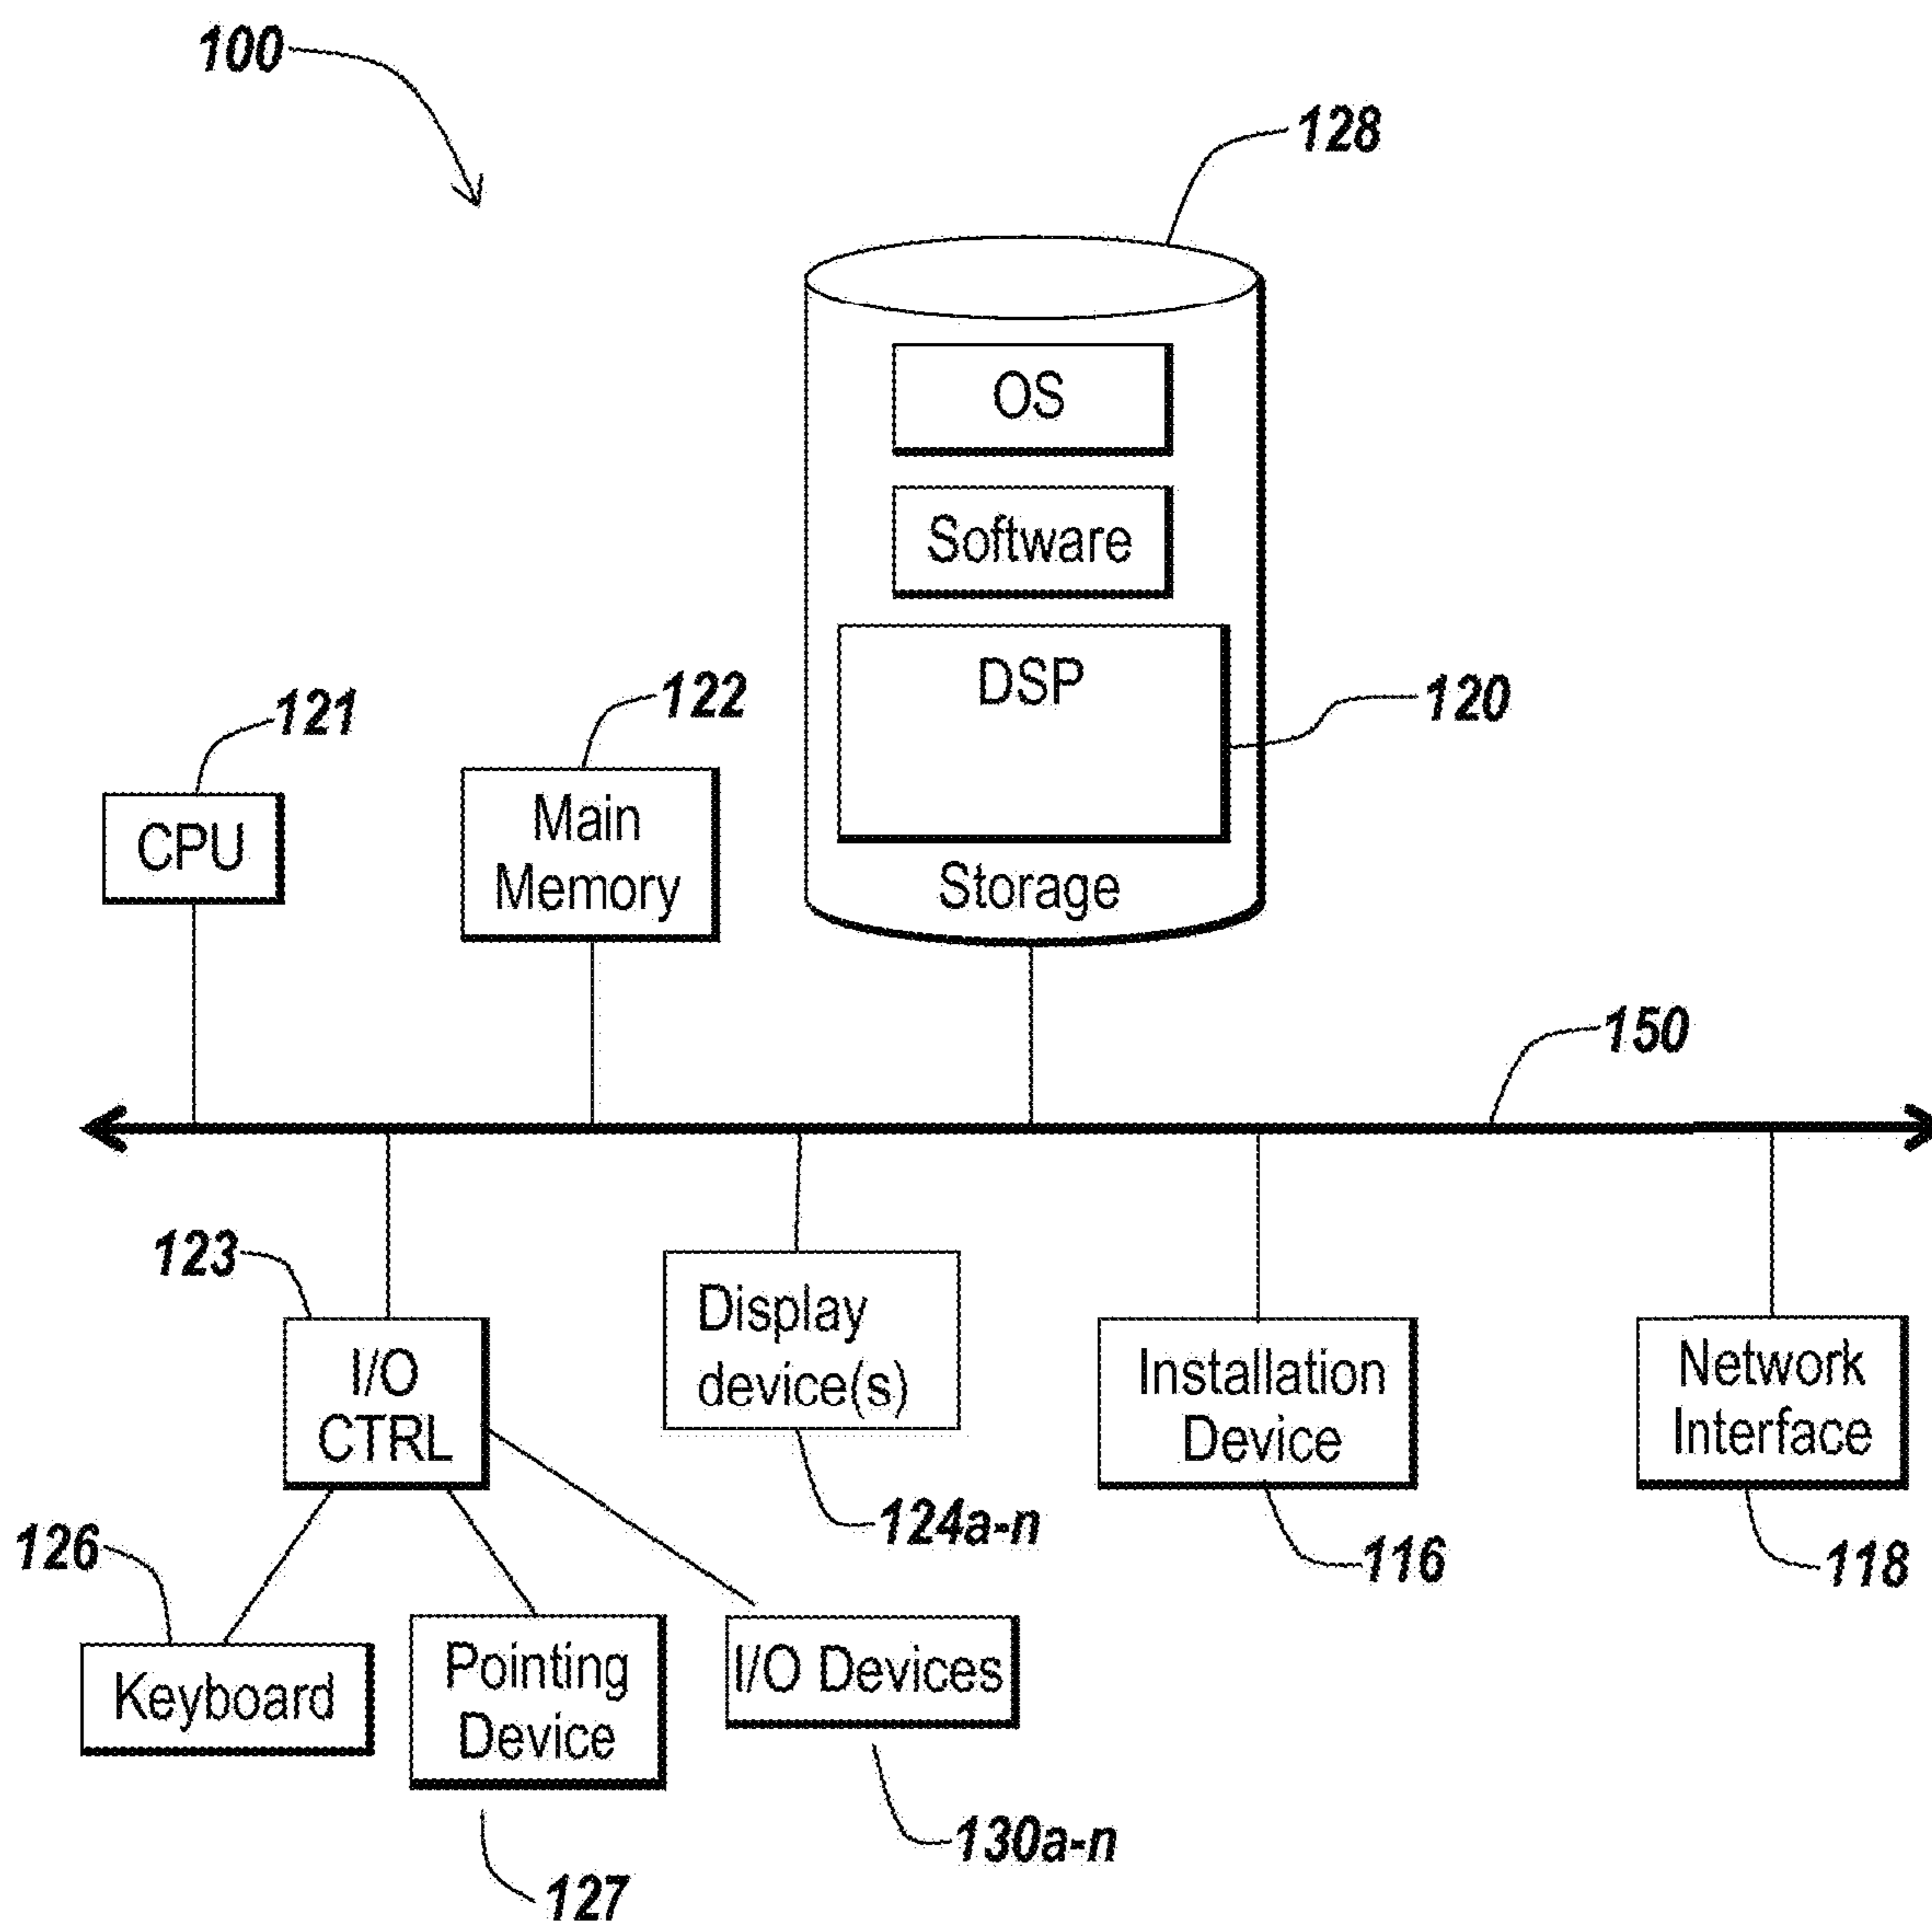 100
128
OS
Software
DSP
120
121
122
CPU
Main
Memory
Storage
150
123
I/O
CTRL
Display
device(s)
Installation
Device
Network
Interface
124a-n
116
118
126
Keyboard
Pointing
Device
I/O Devices
130a-n
127